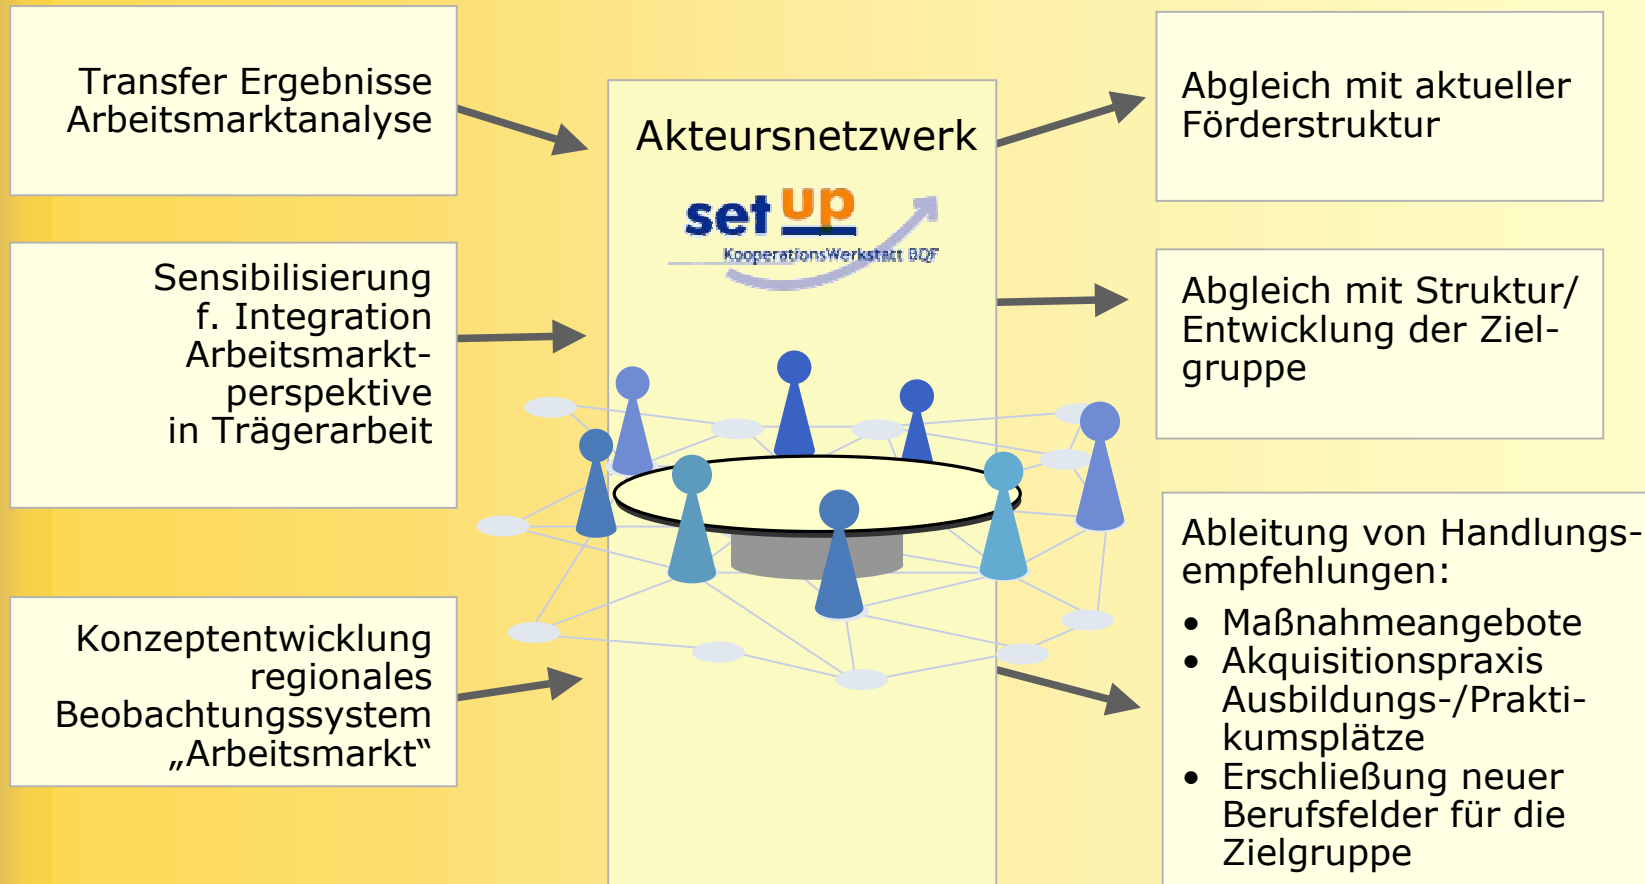 Transfer Ergebnisse
Arbeitsmarktanalyse
Sensibilisierung
f. Integration
Arbeitsmarkt-
perspektive
in Trägerarbeit
Konzeptentwicklung
regionales
Beobachtungssystem
„Arbeitsmarkt“
Akteursnetzwerk
set up
KooperationsWerkstatt BQF
Abgleich mit aktueller
Förderstruktur
Abgleich mit Struktur/
Entwicklung der Ziel-
gruppe
Ableitung von Handlungs-
empfehlungen:
• Maßnahmeangebote
• Akquisitionspraxis
Ausbildungs-/Prakti-
kumsplätze
• Erschließung neuer
Berufsfelder für die
Zielgruppe